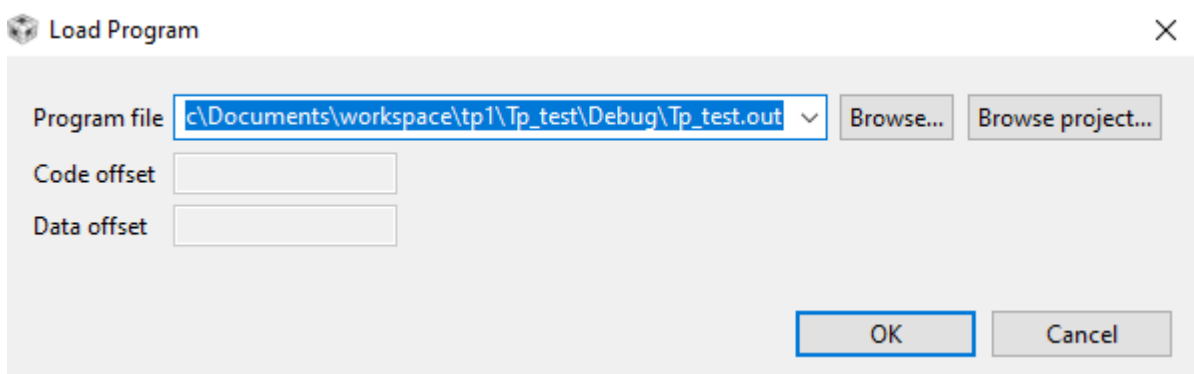 Load Program
Program file c\Documents\workspace\tp1\Tp_test\Debug\Tp_test.out Browse... Browse project...
Code offset
Data offset
OK Cancel